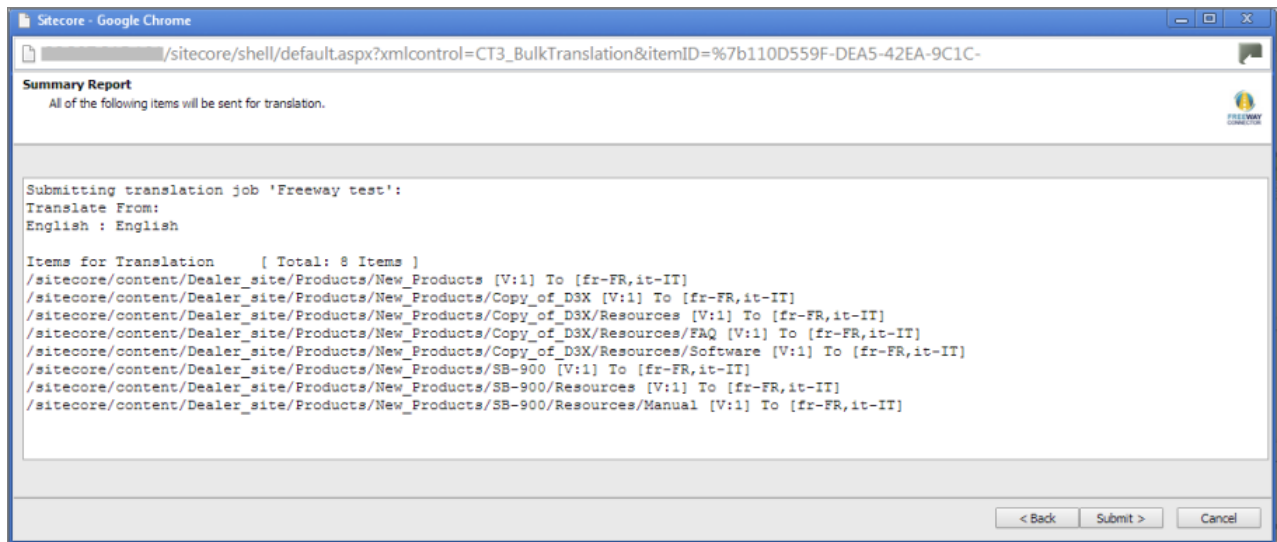 Sitecore - Google Chrome
/sitecore/shell/default.aspx?xmlcontrol=CT3_BulkTranslation&itemID=%7b110D559F-DEA5-42EA-9C1C-
Summary Report
All of the following items will be sent for translation.
FREEWAY
CONNECTOR
Submitting translation job 'Freeway test':
Translate From:
English : English
Items for Translation [ Total: 8 Items ]
/sitecore/content/Dealer_site/Products/New_Products [V:1] To [fr-FR,it-IT]
/sitecore/content/Dealer_site/Products/New_Products/Copy_of_D3X [V:1] To [fr-FR,it-IT]
/sitecore/content/Dealer_site/Products/New_Products/Copy_of_D3X/Resources [V:1] To [fr-FR,it-IT]
/sitecore/content/Dealer_site/Products/New_Products/Copy_of_D3X/Resources/FAQ [V:1] To [fr-FR,it-IT]
/sitecore/content/Dealer_site/Products/New_Products/Copy_of_D3X/Resources/Software [V:1] To [fr-FR,it-IT]
/sitecore/content/Dealer_site/Products/New_Products/SB-900 [V:1] To [fr-FR,it-IT]
/sitecore/content/Dealer_site/Products/New_Products/SB-900/Resources [V:1] To [fr-FR,it-IT]
/sitecore/content/Dealer_site/Products/New_Products/SB-900/Resources/Manual [V:1] To [fr-FR,it-IT]
< Back Submit > Cancel